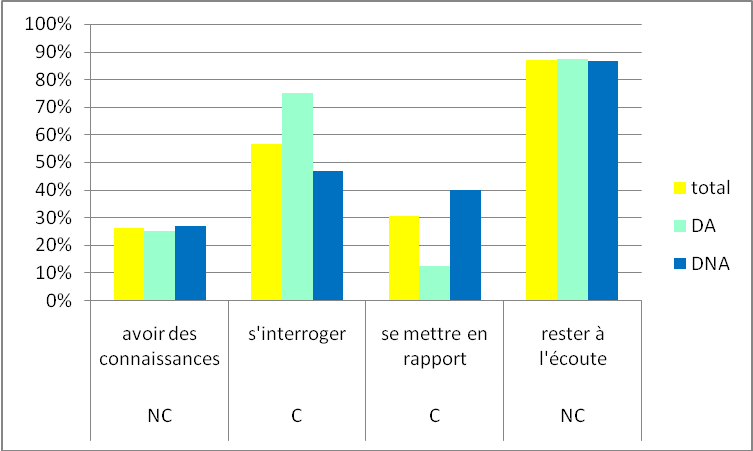 100%
90%
80%
70%
60%
50%
40%
30%
20%
10%
0%
total
DA
DNA
avoir des
connaissances
s'interroger
se mettre en
rapport
rester à
l'écoute
NC
C
C
NC